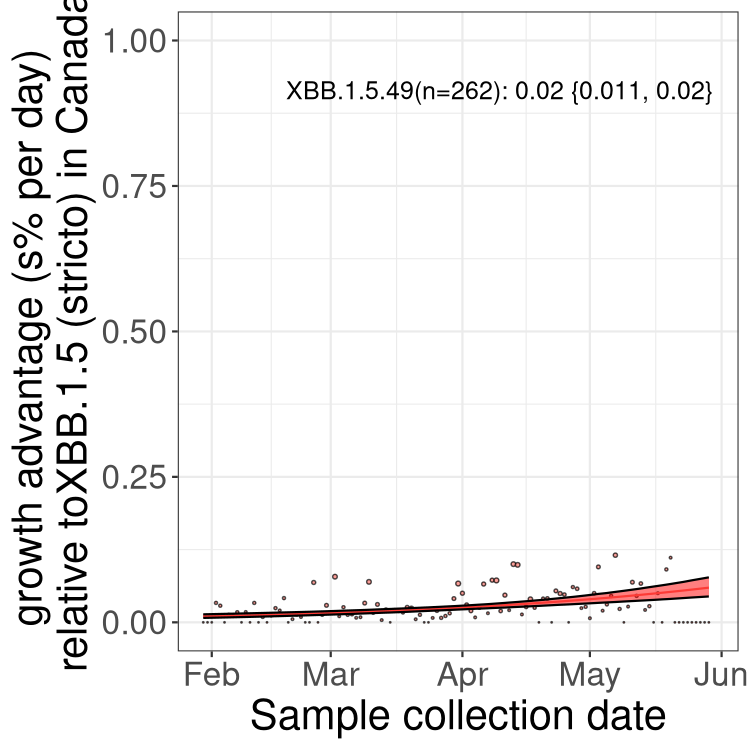 growth advantage (s% per day)
relative toXBB.1.5 (stricto) in Canada
1.00
0.75
0.50
0.25
0.00
XBB.1.5.49(n=262): 0.02 {0.011, 0.02}
Feb Mar Apr May Jun
Sample collection date